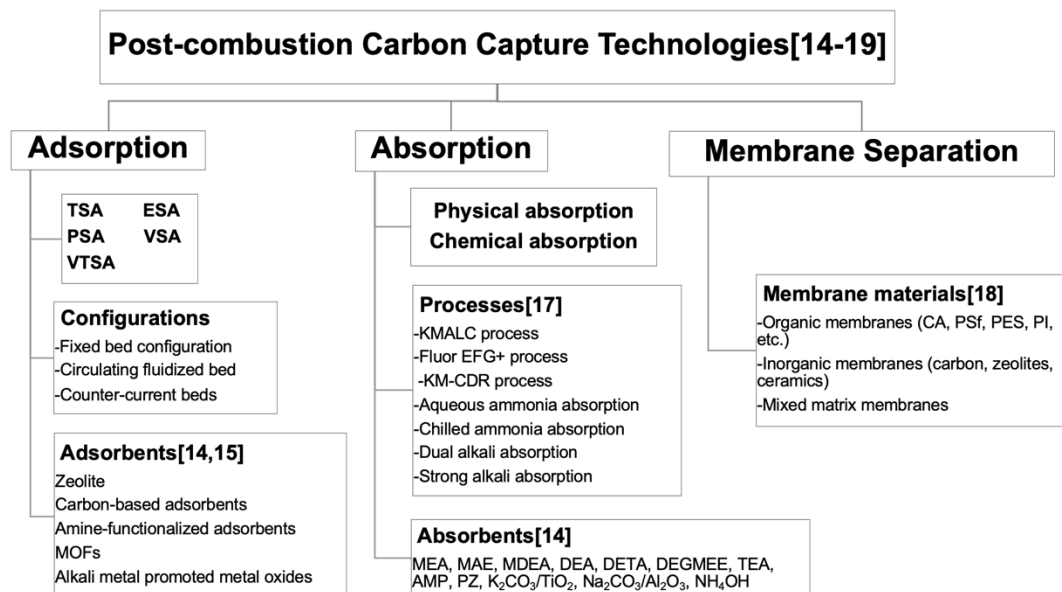 Post-combustion Carbon Capture Technologies[14-19]
Adsorption
TSA ESA
PSA VSA
VTSA
Configurations
-Fixed bed configuration
-Circulating fluidized bed
-Counter-current beds
Adsorbents[14,15]
Zeolite
Carbon-based adsorbents
Amine-functionalized adsorbents
MOFs
Alkali metal promoted metal oxides
Absorption
Physical absorption
Chemical absorption
Processes[17]
-KMALC process
-Fluor EFG+ process
-KM-CDR process
-Aqueous ammonia absorption
-Chilled ammonia absorption
-Dual alkali absorption
-Strong alkali absorption
Absorbents[14]
MEA, MAE, MDEA, DEA, DETA, DEGMEE, TEA,
AMP, PZ, K₂CO₃/TiO₂, Na₂CO₃/Al₂O₃, NH₄OH
Membrane Separation
Membrane materials[18]
-Organic membranes (CA, PSf, PES, PI,
etc.)
-Inorganic membranes (carbon, zeolites,
ceramics)
-Mixed matrix membranes